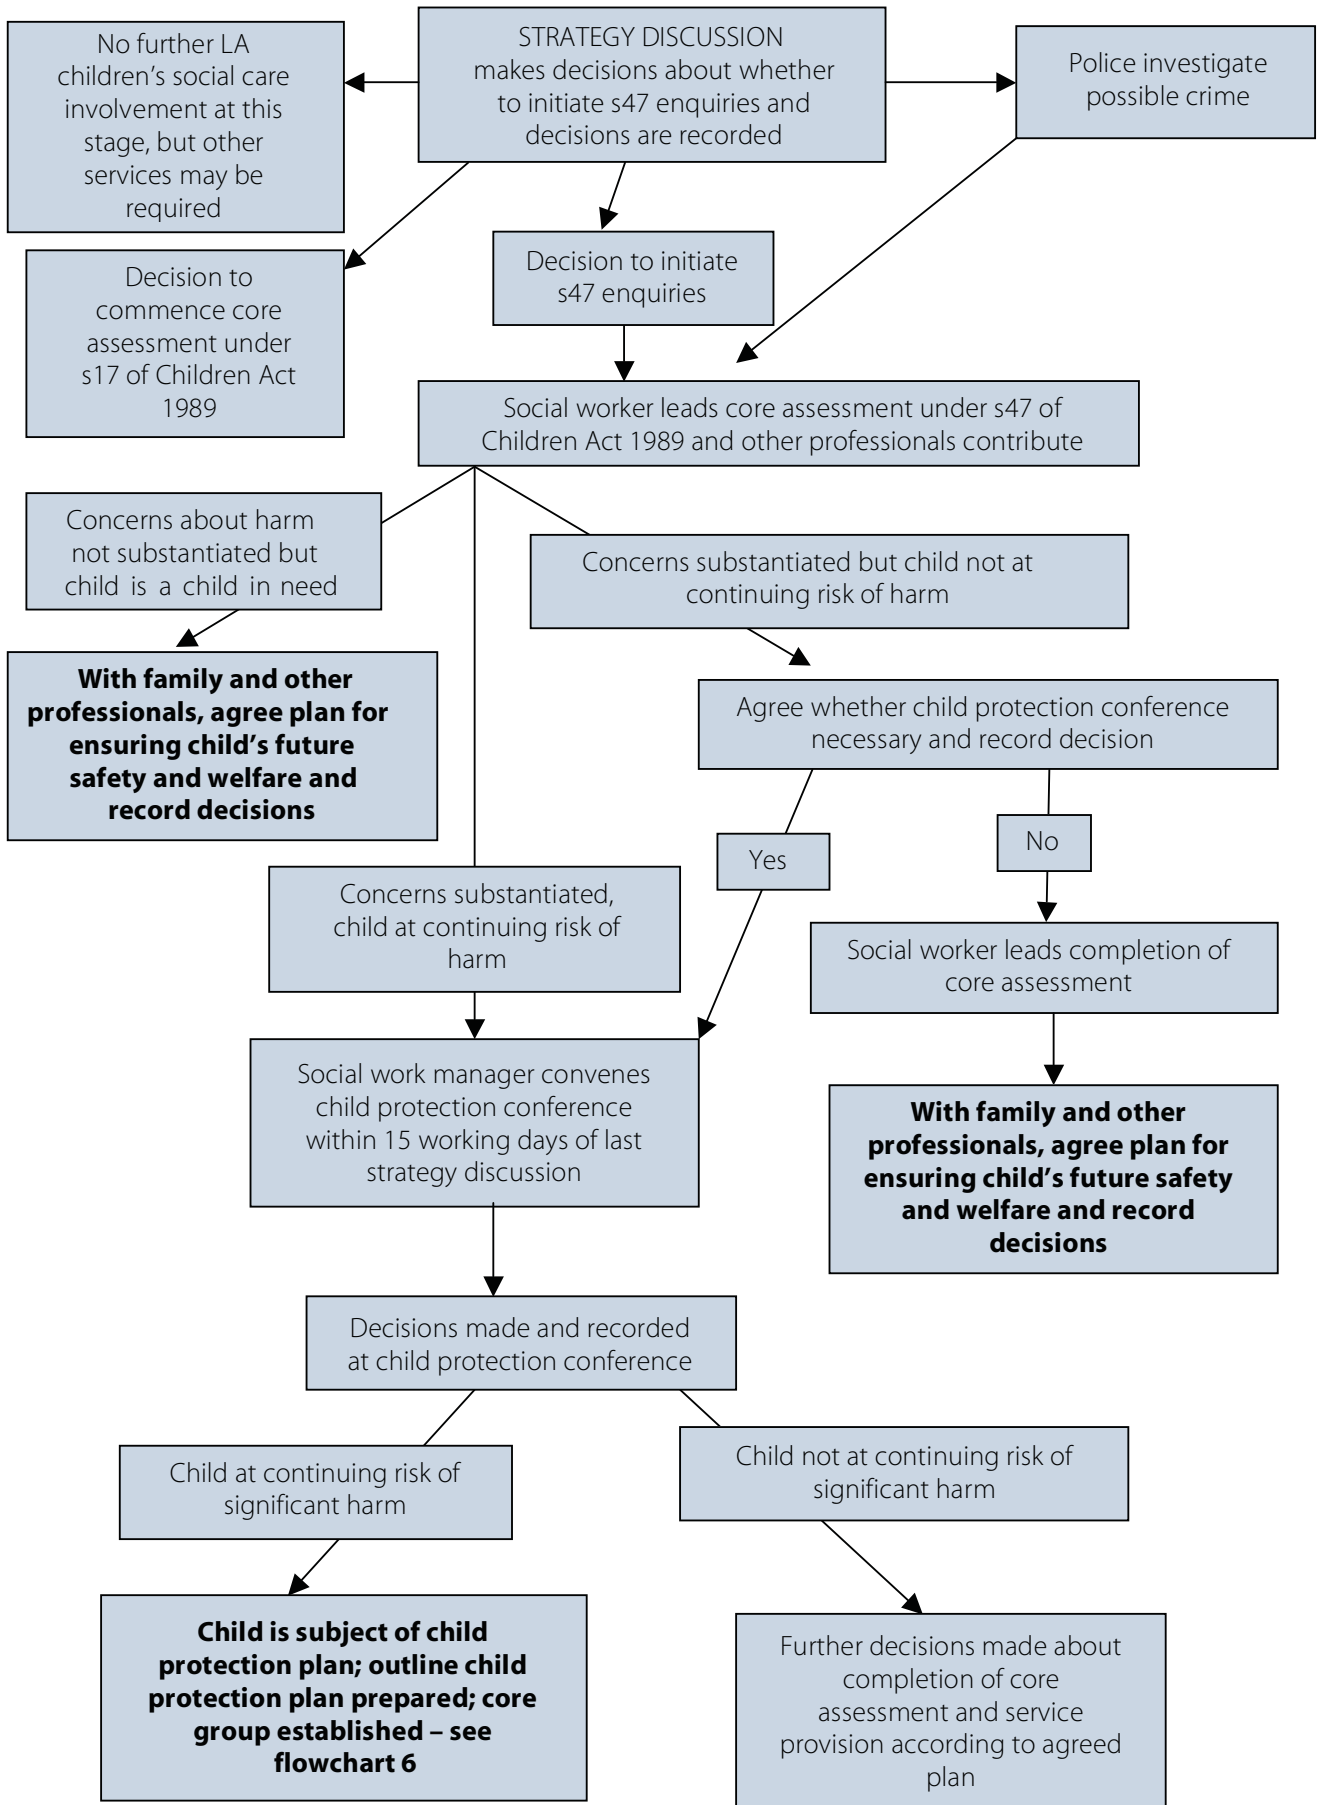 No further LA
children’s social care
involvement at this
stage, but other
services may be
required
STRATEGY DISCUSSION
makes decisions about whether
to initiate s47 enquiries and
decisions are recorded
Police investigate
possible crime
Decision to
commence core
assessment under
s17 of Children Act
1989
Decision to initiate
s47 enquiries
Social worker leads core assessment under s47 of
Children Act 1989 and other professionals contribute
Concerns about harm
not substantiated but
child is a child in need
Concerns substantiated but child not at
continuing risk of harm
With family and other
professionals, agree plan for
ensuring child’s future
safety and welfare and
record decisions
Agree whether child protection conference
necessary and record decision
Yes
No
Concerns substantiated,
child at continuing risk of
harm
Social worker leads completion of
core assessment
Social work manager convenes
child protection conference
within 15 working days of last
strategy discussion
With family and other
professionals, agree plan for
ensuring child’s future safety
and welfare and record
decisions
Decisions made and recorded
at child protection conference
Child at continuing risk of
significant harm
Child not at continuing risk of
significant harm
Child is subject of child
protection plan; outline child
protection plan prepared; core
group established – see
flowchart 6
Further decisions made about
completion of core
assessment and service
provision according to agreed
plan